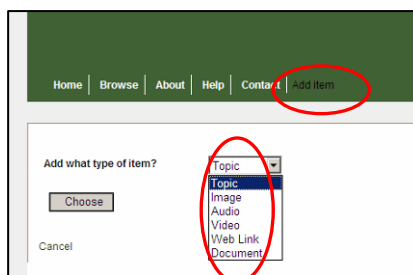 Home Browse About Help Contact Add item
Add what type of item? Topic
Topic
Image
Choose Audio
Video
Web Link
Cancel Document